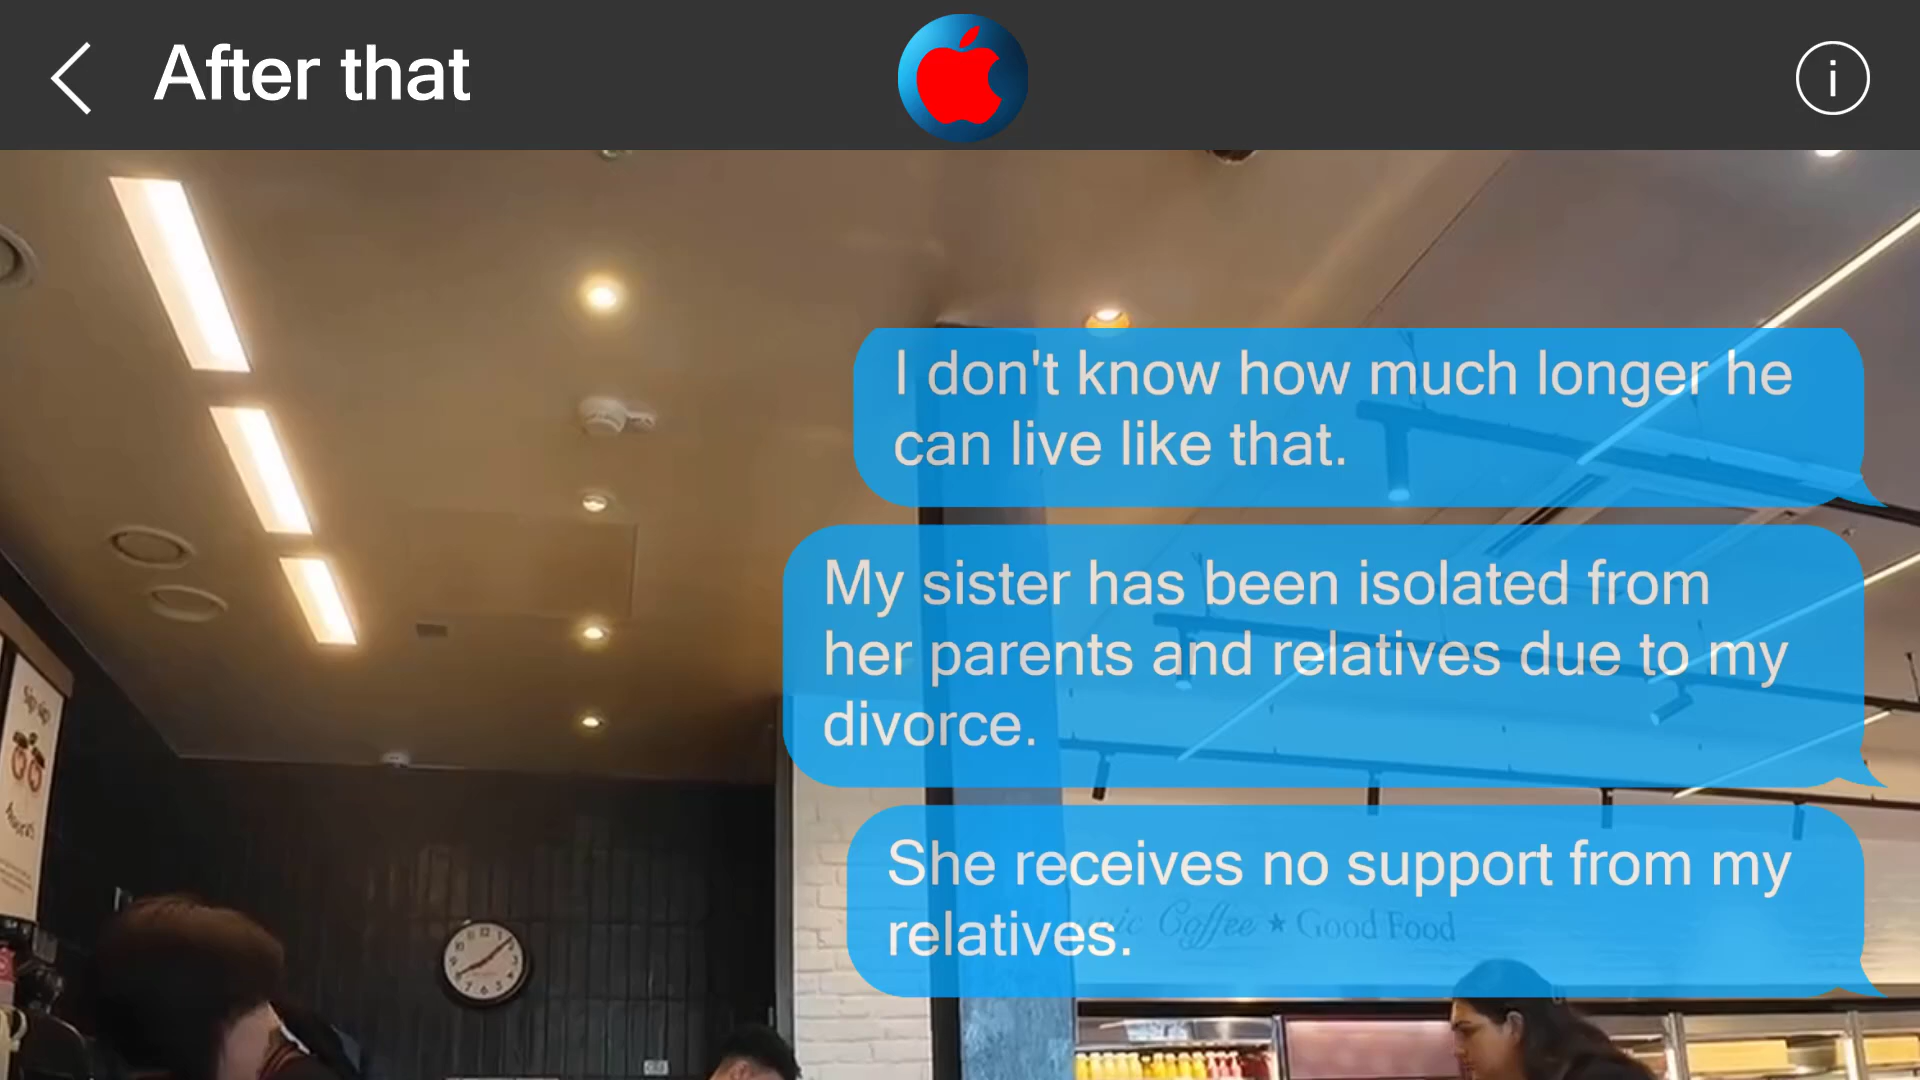 After that
i
I don't know how much longer he
can live like that.
My sister has been isolated from
her parents and relatives due to my
divorce.
She receives no support from my
relatives.
Coffee ★ Good Food